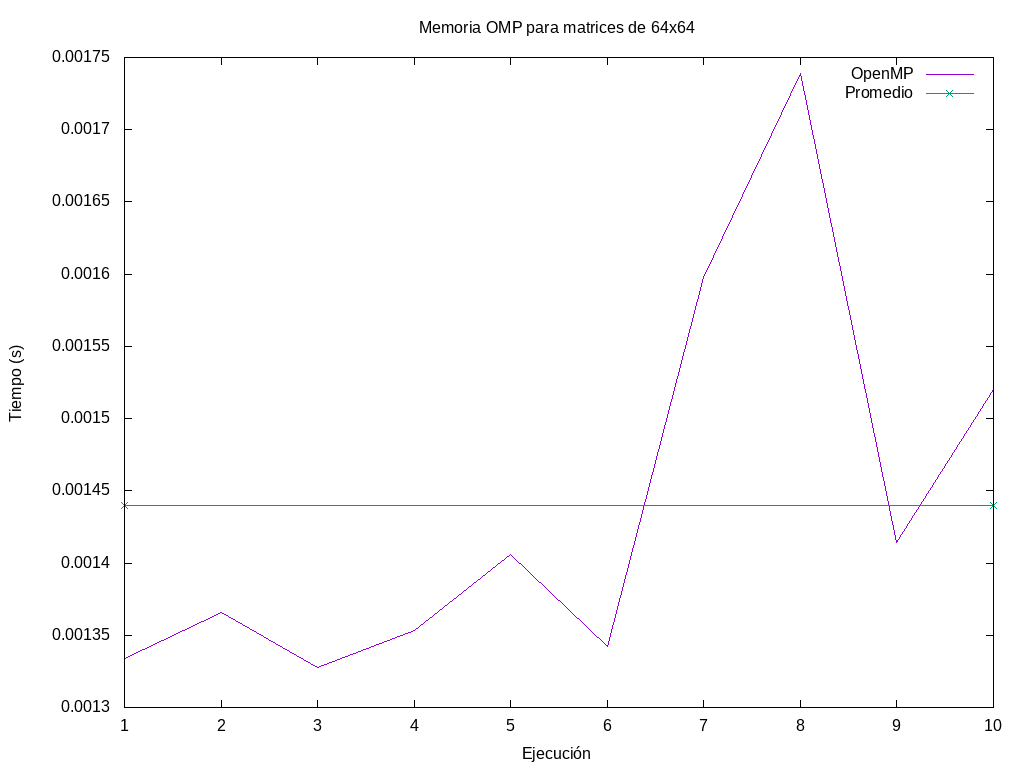 Memoria OMP para matrices de 64x64
OpenMP
Promedio
0.00175
0.0017
0.00165
0.0016
0.00155
0.0015
0.00145
0.0014
0.00135
0.0013
Tiempo (s)
1 2 3 4 5 6 7 8 9 10
Ejecución